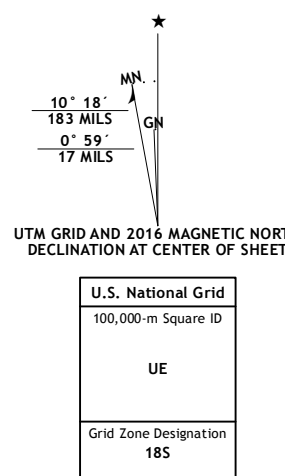 MN
10° 18´
183 MILS
GN
0° 59´
17 MILS
UTM GRID AND 2016 MAGNETIC NORT
DECLINATION AT CENTER OF SHEET
U.S. National Grid
100,000-m Square ID
UE
Grid Zone Designation
18S